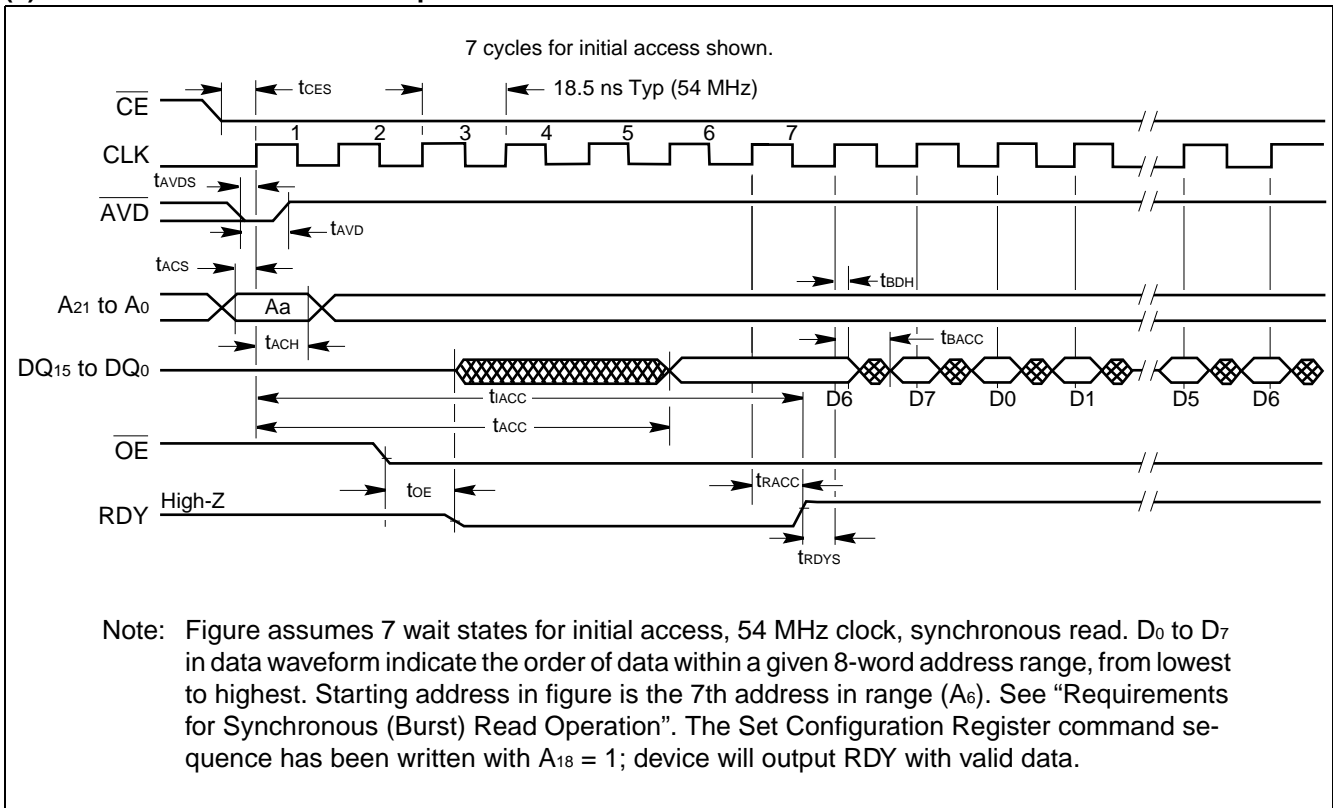 7 cycles for initial access shown.
tCES
18.5 ns Typ (54 MHz)
CE
1 2 3 4 5 6 7
CLK
tAVDS
AVD
tAVD
tACS
tBDH
A21 to A0
Aa
tACH
tBACC
DQ15 to DQ0
tIACC
D6 D7 D0 D1 D5 D6
tACC
OE
tOE
tRACC
High-Z
RDY
tRDYS
Note: Figure assumes 7 wait states for initial access, 54 MHz clock, synchronous read. D0 to D7
in data waveform indicate the order of data within a given 8-word address range, from lowest
to highest. Starting address in figure is the 7th address in range (A6). See “Requirements
for Synchronous (Burst) Read Operation”. The Set Configuration Register command se-
quence has been written with A18 = 1; device will output RDY with valid data.